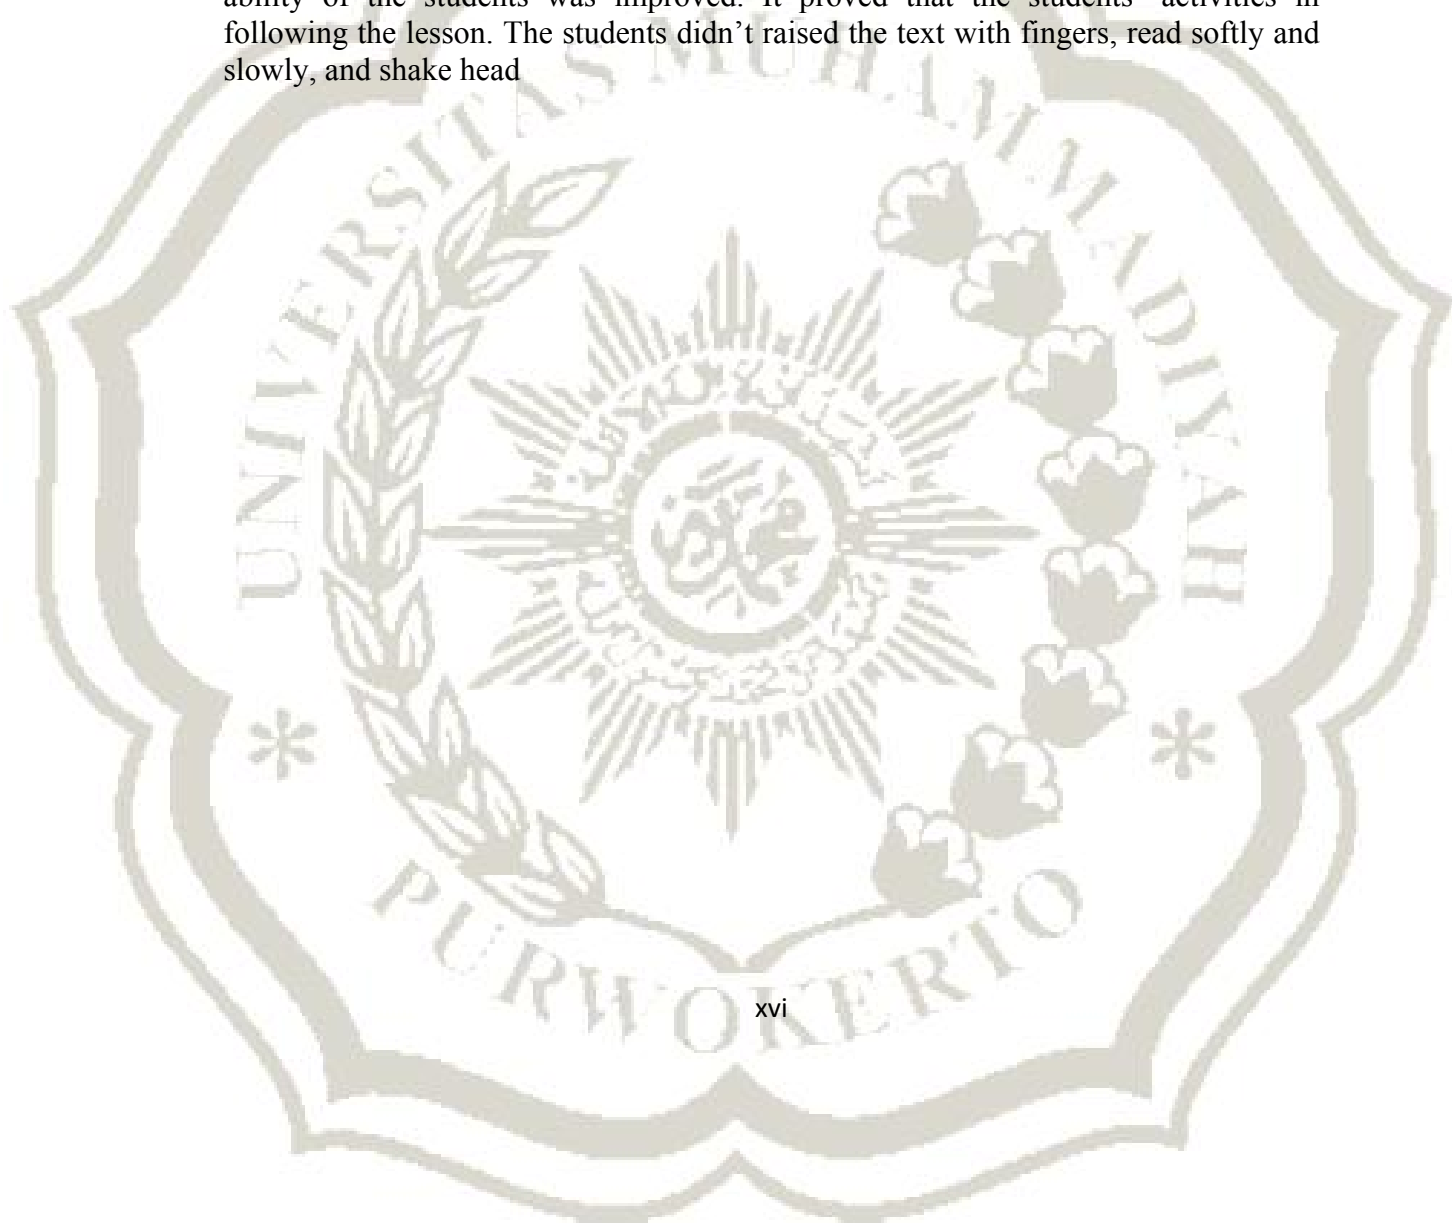 ability of the students was improved. It proved that the students’ activities in
following the lesson. The students didn’t raised the text with fingers, read softly and
slowly, and shake head
UNIVERSITAS MUHAMMADIYAH
PURWOKERTO
xvi